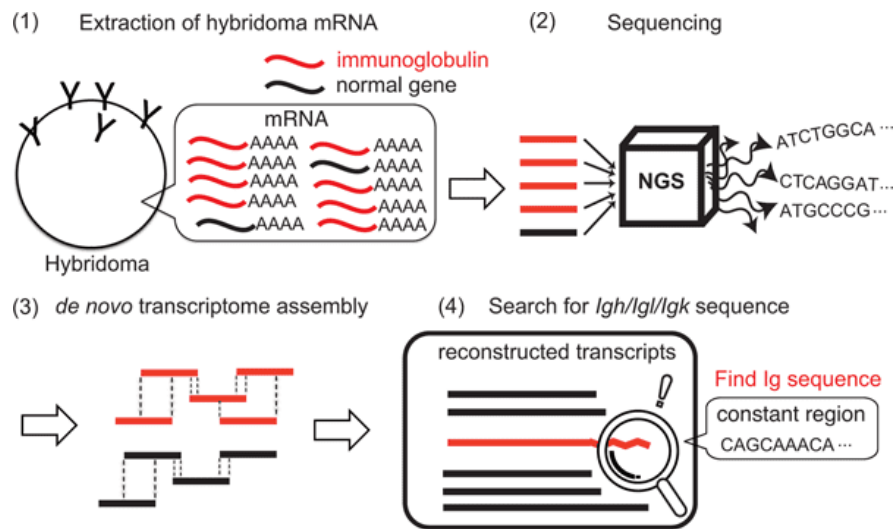 (1) Extraction of hybridoma mRNA
immunoglobulin
normal gene
mRNA
AAAA AAAA
AAAA AAAA
AAAA AAAA
AAAA AAAA
AAAA AAAA
Hybridoma
(2) Sequencing
NGS
ATCTGGCA ...
CTCAGGAT...
ATGCCCG ...
(3) de novo transcriptome assembly
(4) Search for Igh/Igl/Igk sequence
reconstructed transcripts
!
Find Ig sequence
constant region
CAGCAAACA ...